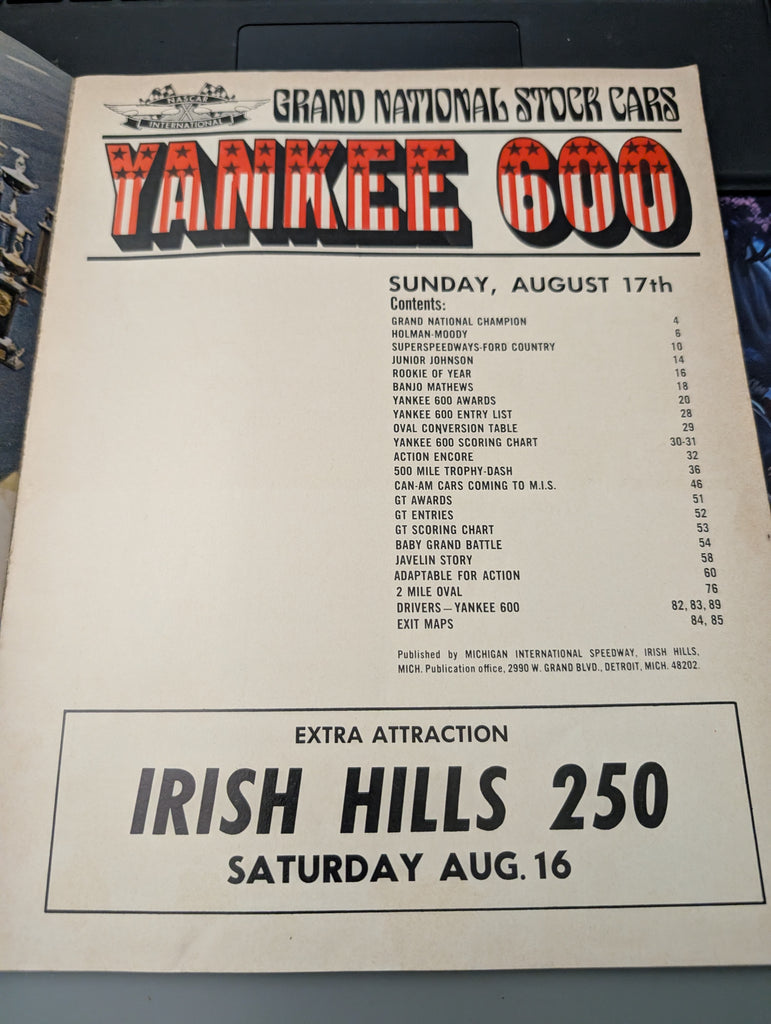 NASCAR
INTERNATIONAL
GRAND NATIONAL STOCK CARS
YANKEE 600
SUNDAY, AUGUST 17th
Contents:
GRAND NATIONAL CHAMPION 4
HOLMAN-MOODY 6
SUPERSPEEDWAYS-FORD COUNTRY 10
JUNIOR JOHNSON 14
ROOKIE OF YEAR 16
BANJO MATHEWS 18
YANKEE 600 AWARDS 20
YANKEE 600 ENTRY LIST 28
OVAL CONVERSION TABLE 29
YANKEE 600 SCORING CHART 30-31
ACTION ENCORE 32
500 MILE TROPHY-DASH 36
CAN-AM CARS COMING TO M.I.S. 46
GT AWARDS 51
GT ENTRIES 52
GT SCORING CHART 53
BABY GRAND BATTLE 54
JAVELIN STORY 58
ADAPTABLE FOR ACTION 60
2 MILE OVAL 76
DRIVERS—YANKEE 600 82, 83, 89
EXIT MAPS 84, 85
Published by MICHIGAN INTERNATIONAL SPEEDWAY, IRISH HILLS,
MICH. Publication office, 2990 W. GRAND BLVD., DETROIT, MICH. 48202.
EXTRA ATTRACTION
IRISH HILLS 250
SATURDAY AUG. 16